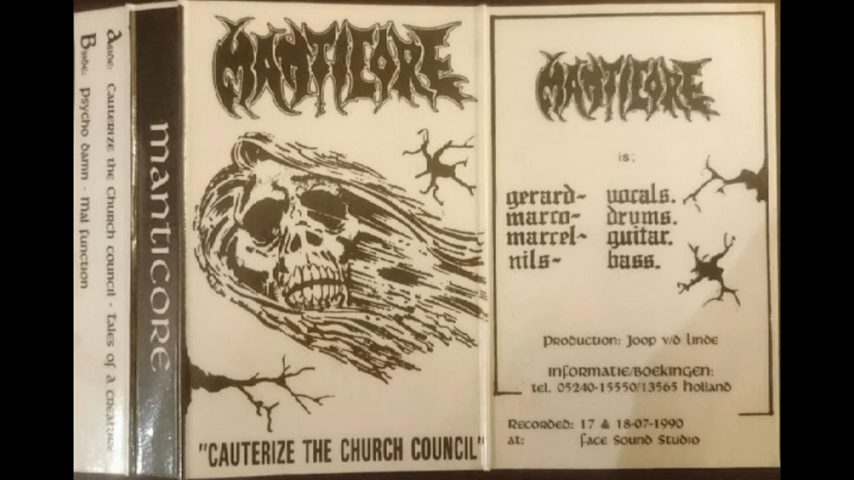 Aside: Cauterize the Church council - tales of a creature
Bside: Psycho damn - Mal function
MANTICORE
MANTICORE
"CAUTERIZE THE CHURCH COUNCIL"
MANTICORE
is:
gerard- vocals.
marco- drums.
marcel- guitar.
nils- bass.
Production: Joop v/d Linde
INFORMATIE/BOEKINGEN:
tel. 05240-15550/13565 Holland
Recorded: 17 & 18-07-1990
at: Face Sound Studio